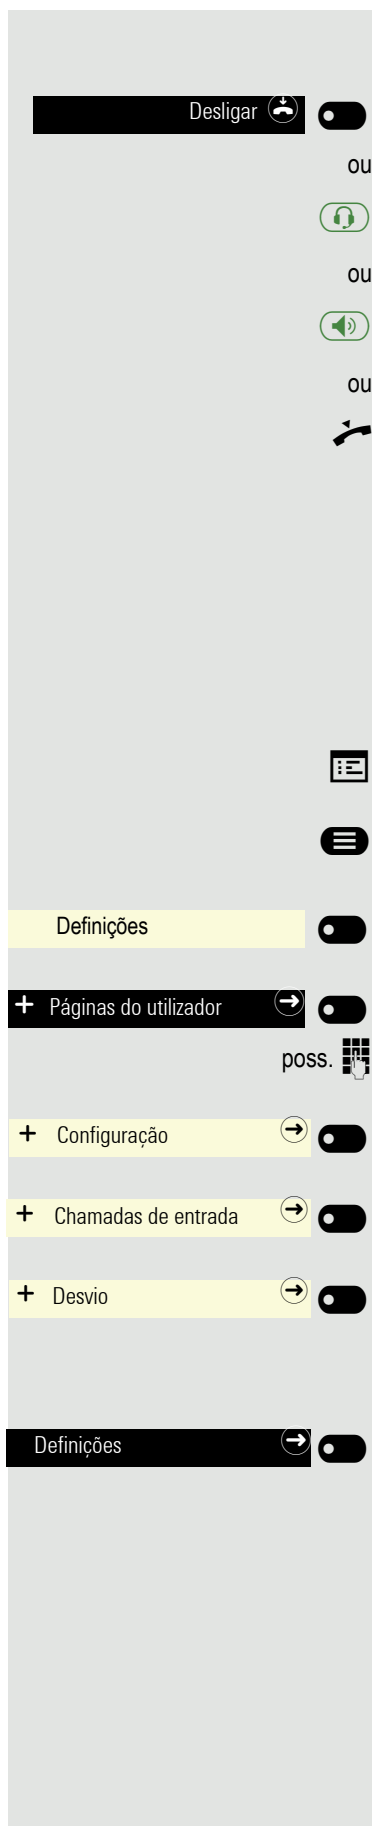 Desligar
ou
ou
ou
Definições
+ Páginas do utilizador
poss.
+ Configuração
+ Chamadas de entrada
+ Desvio
Definições